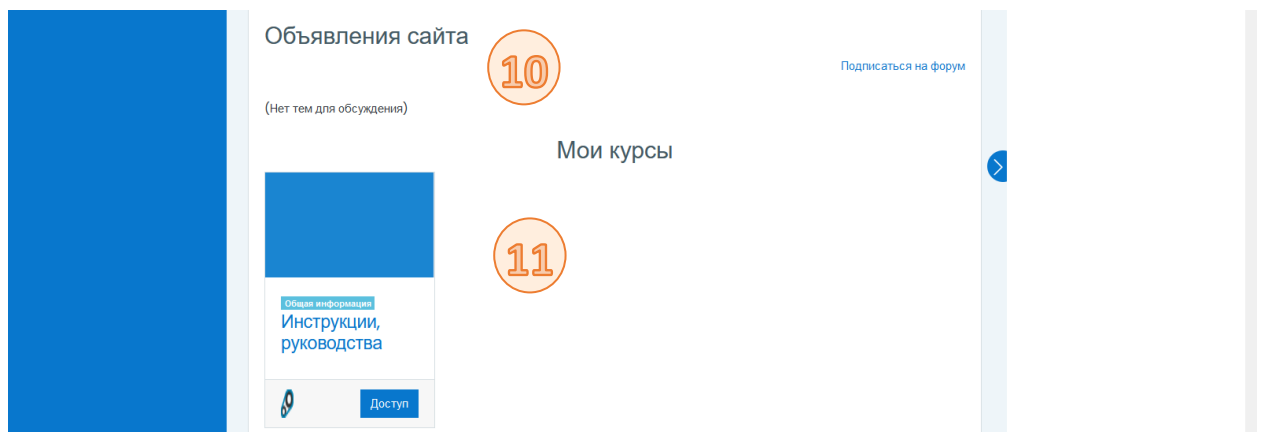 Объявления сайта
10
Подписаться на форум
(Нет тем для обсуждения)
Мои курсы
11
Общая информация
Инструкции,
руководства
Доступ